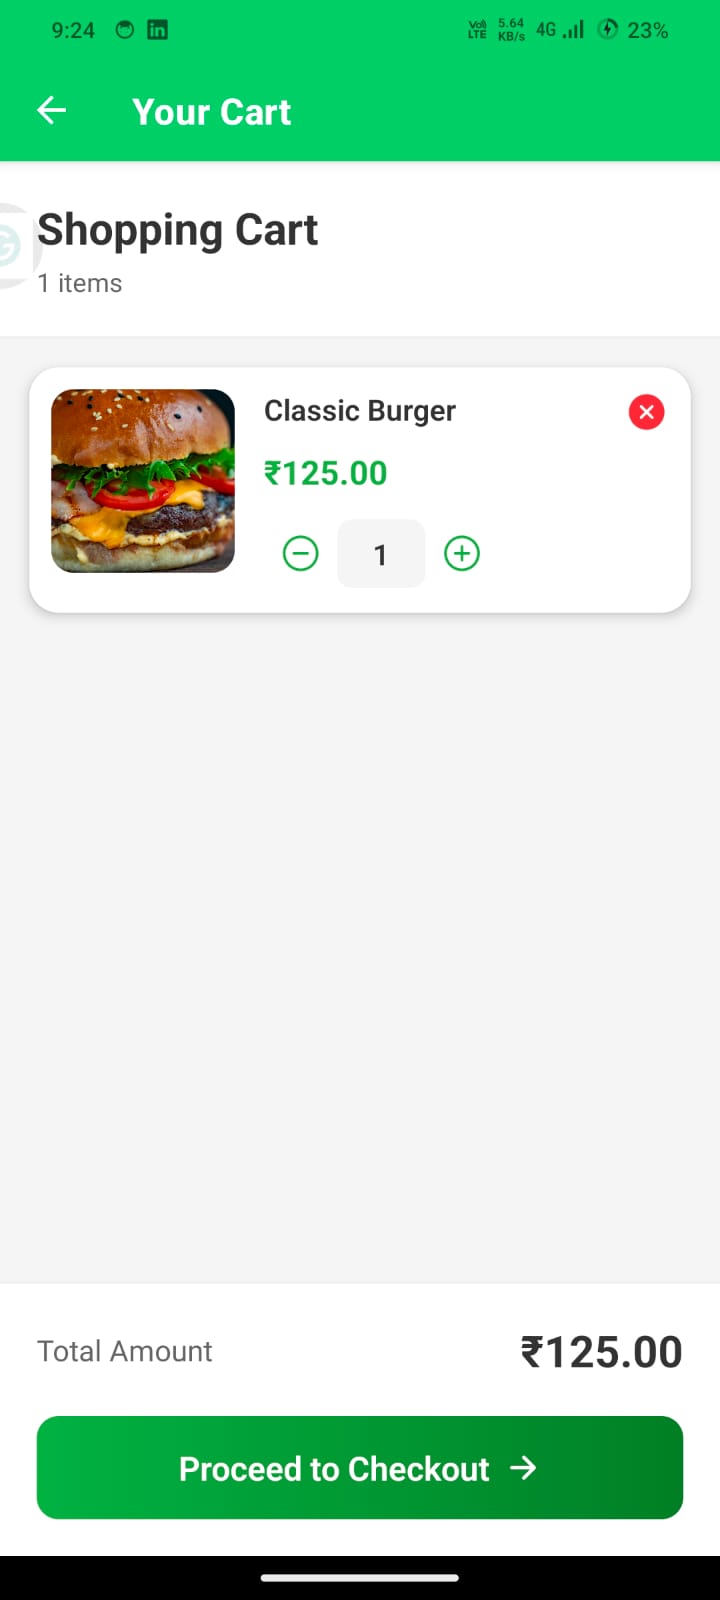 9:24 Vol) LTE 5.64 KB/s 4G 23%
Your Cart
Shopping Cart
1 items
Classic Burger
₹125.00
1
Total Amount ₹125.00
Proceed to Checkout →